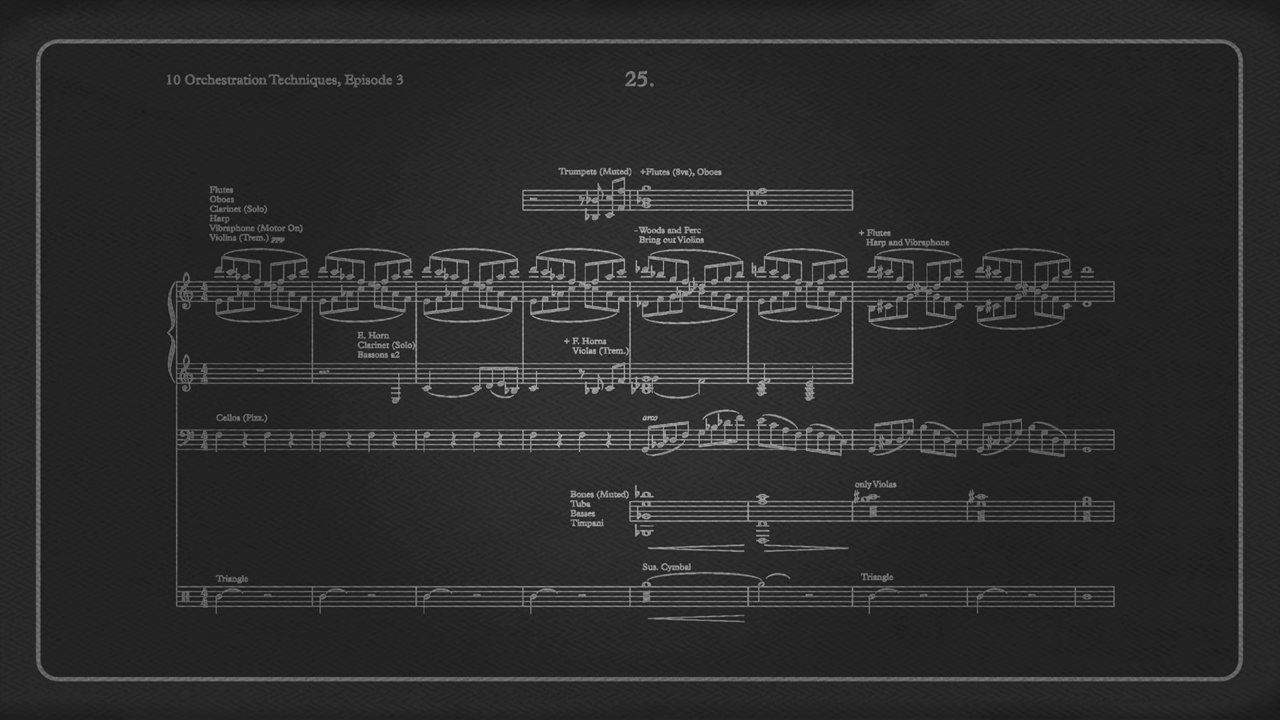 10 Orchestration Techniques, Episode 3
25.
Trumpets (Muted)
+Flutes (8va), Oboes
Flutes
Oboes
Clarinet (Solo)
Harp
Vibraphone (Motor On)
Violins (Trem.) ppp
-Woods and Perc
Bring out Violins
+ Flutes
Harp and Vibraphone
E. Horn
Clarinet (Solo)
Bassons a2
+ F. Horns
Violas (Trem.)
Cellos (Pizz.)
arco
Bones (Muted)
Tuba
Basses
Timpani
only Violas
Triangle
Sus. Cymbal
Triangle